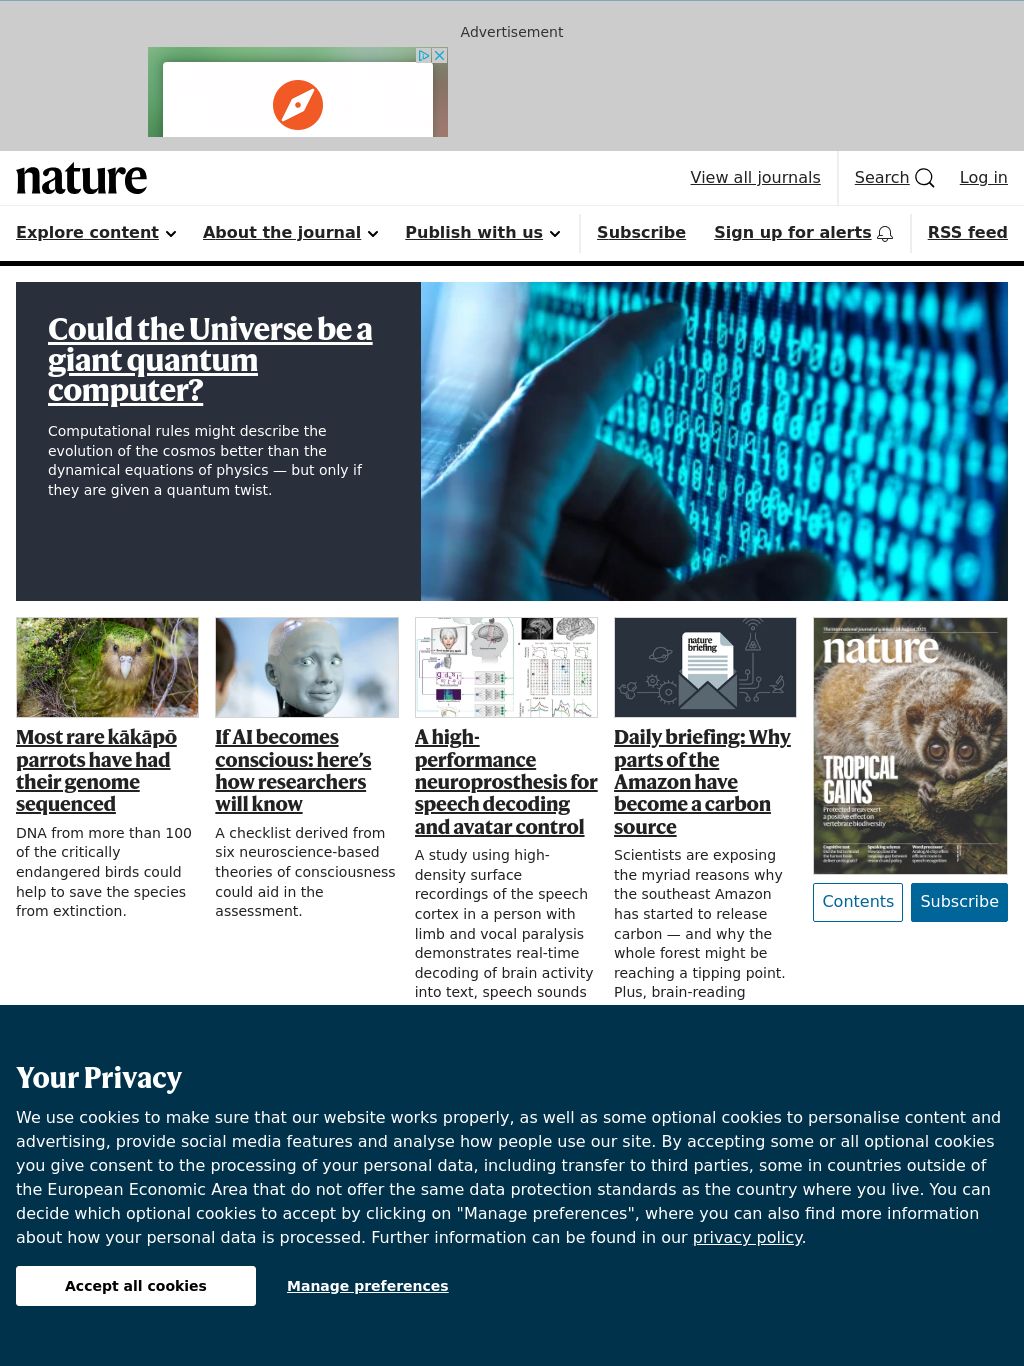 Advertisement
nature
View all journals
Search
Log in
Explore content
About the journal
Publish with us
Subscribe
Sign up for alerts
RSS feed
Could the Universe be a
giant quantum
computer?
Computational rules might describe the
evolution of the cosmos better than the
dynamical equations of physics — but only if
they are given a quantum twist.
Most rare kākāpō
parrots have had
their genome
sequenced
DNA from more than 100
of the critically
endangered birds could
help to save the species
from extinction.
If AI becomes
conscious: here’s
how researchers
will know
A checklist derived from
six neuroscience-based
theories of consciousness
could aid in the
assessment.
A high-
performance
neuroprosthesis for
speech decoding
and avatar control
A study using high-
density surface
recordings of the speech
cortex in a person with
limb and vocal paralysis
demonstrates real-time
decoding of brain activity
into text, speech sounds
nature
briefing
Daily briefing: Why
parts of the
Amazon have
become a carbon
source
Scientists are exposing
the myriad reasons why
the southeast Amazon
has started to release
carbon — and why the
whole forest might be
reaching a tipping point.
Plus, brain-reading
nature
TROPICAL
GAINS
Protected areas exert
a positive effect on
vertebrate biodiversity
Contents
Subscribe
Your Privacy
We use cookies to make sure that our website works properly, as well as some optional cookies to personalise content and
advertising, provide social media features and analyse how people use our site. By accepting some or all optional cookies
you give consent to the processing of your personal data, including transfer to third parties, some in countries outside of
the European Economic Area that do not offer the same data protection standards as the country where you live. You can
decide which optional cookies to accept by clicking on "Manage preferences", where you can also find more information
about how your personal data is processed. Further information can be found in our privacy policy.
Accept all cookies
Manage preferences